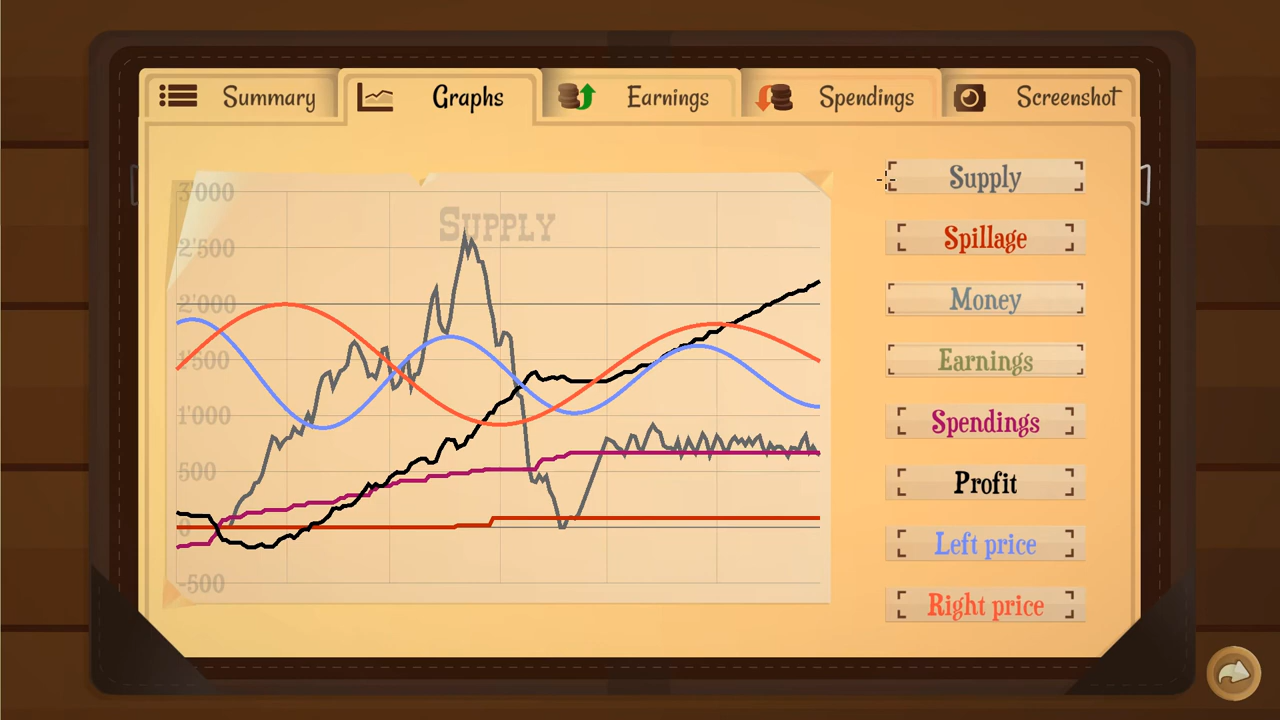 Summary Graphs Earnings Spendings Screenshot
3'000
SUPPLY
2'500
2'000
1'500
1'000
500
0
-500
Supply
Spillage
Money
Earnings
Spendings
Profit
Left price
Right price